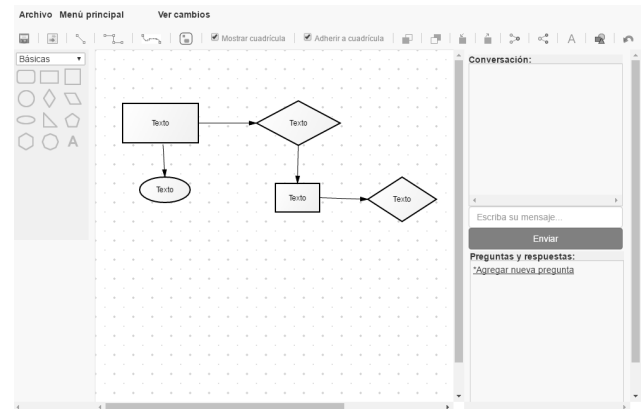 Archivo Menù principal Ver cambios
Mostrar cuadrícula Adherir a cuadrícula A
Básicas
Conversación:
Texto Texto
A
Texto Texto Texto
Escriba su mensaje...
Enviar
Preguntas y respuestas:
*Agregar nueva pregunta